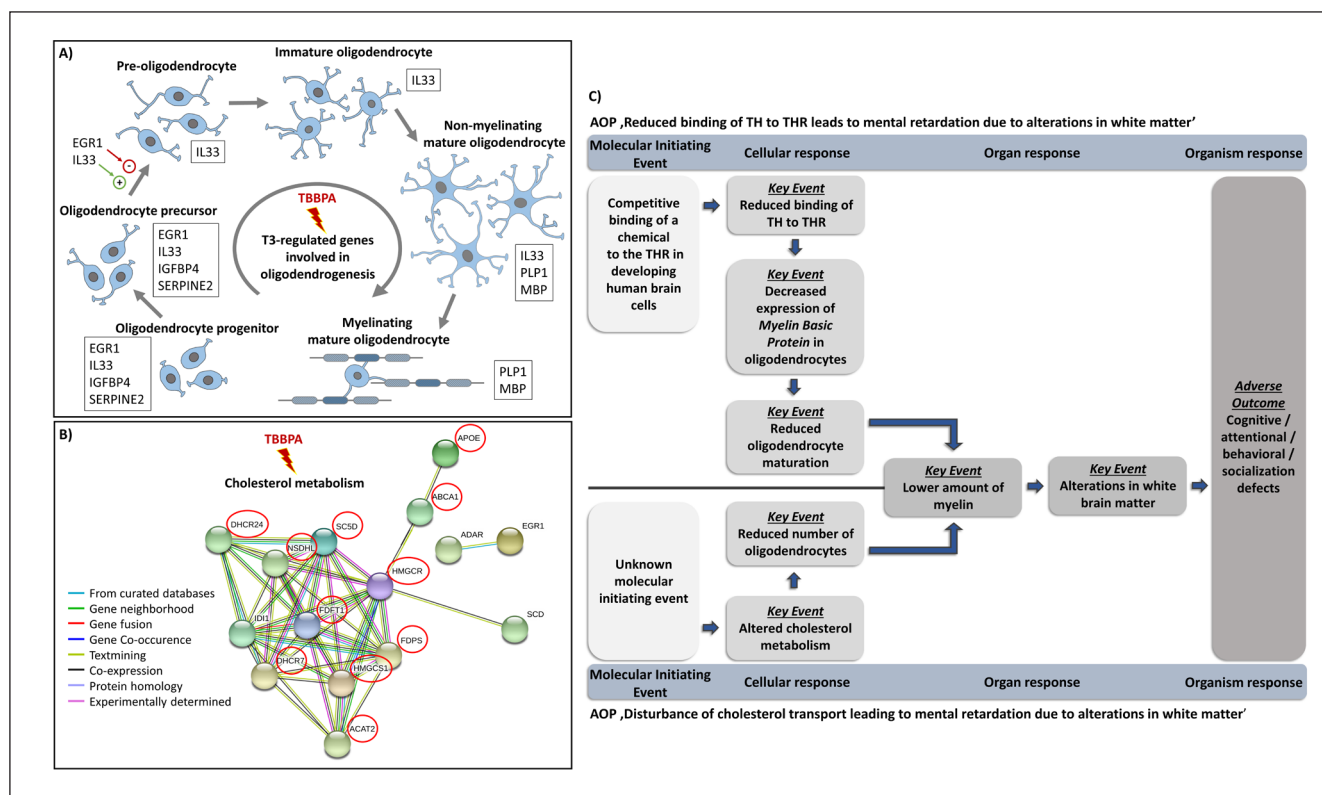 A)
Pre-oligodendrocyte
Immature oligodendrocyte
IL33
IL33
EGR1
IL33
-
+
Non-myelinating
mature oligodendrocyte
TBBPA
T3-regulated genes
involved in
oligodendrogenesis
Oligodendrocyte precursor
EGR1
IL33
IGFBP4
SERPINE2
IL33
PLP1
MBP
Oligodendrocyte progenitor
EGR1
IL33
IGFBP4
SERPINE2
Myelinating
mature oligodendrocyte
PLP1
MBP
B)
TBBPA
Cholesterol metabolism
APOE
ABCA1
DHCR24
SC5D
NSDHL
ADAR
EGR1
HMGCR
IDI1
FDFT1
SCD
FDPS
DHCR7
HMGCS1
ACAT2
From curated databases
Gene neighborhood
Gene fusion
Gene Co-occurence
Textmining
Co-expression
Protein homology
Experimentally determined
C)
AOP ‚Reduced binding of TH to THR leads to mental retardation due to alterations in white matter’
Molecular Initiating
Event
Cellular response
Organ response
Organism response
Competitive
binding of a
chemical
to the THR in
developing
human brain
cells
Key Event
Reduced binding of
TH to THR
Key Event
Decreased
expression of
Myelin Basic
Protein in
oligodendrocytes
Key Event
Reduced
oligodendrocyte
maturation
Key Event
Lower amount of
myelin
Key Event
Alterations in white
brain matter
Adverse
Outcome
Cognitive /
attentional /
behavioral /
socialization
defects
Unknown
molecular
initiating event
Key Event
Reduced number of
oligodendrocytes
Key Event
Altered cholesterol
metabolism
Molecular Initiating
Event
Cellular response
Organ response
Organism response
AOP ‚Disturbance of cholesterol transport leading to mental retardation due to alterations in white matter’